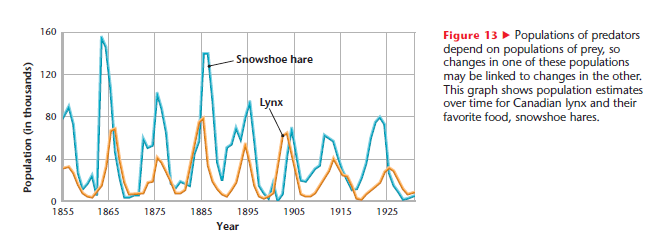 Population (in thousands)
160
120
80
40
0
Snowshoe hare
Lynx
1855 1865 1875 1885 1895 1905 1915 1925
Year
Figure 13 ▶ Populations of predators
depend on populations of prey, so
changes in one of these populations
may be linked to changes in the other.
This graph shows population estimates
over time for Canadian lynx and their
favorite food, snowshoe hares.